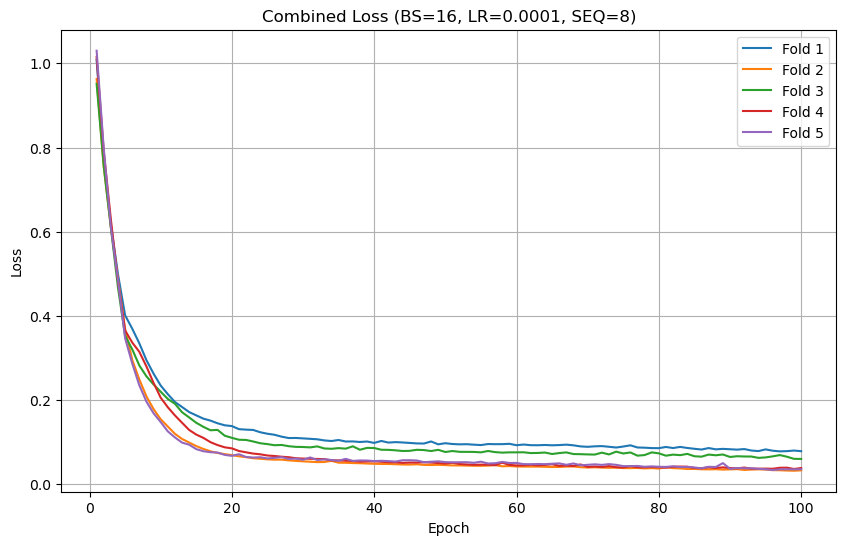 Combined Loss (BS=16, LR=0.0001, SEQ=8)
Fold 1
Fold 2
Fold 3
Fold 4
Fold 5
Loss
1.0
0.8
0.6
0.4
0.2
0.0
0
20
40
60
80
100
Epoch